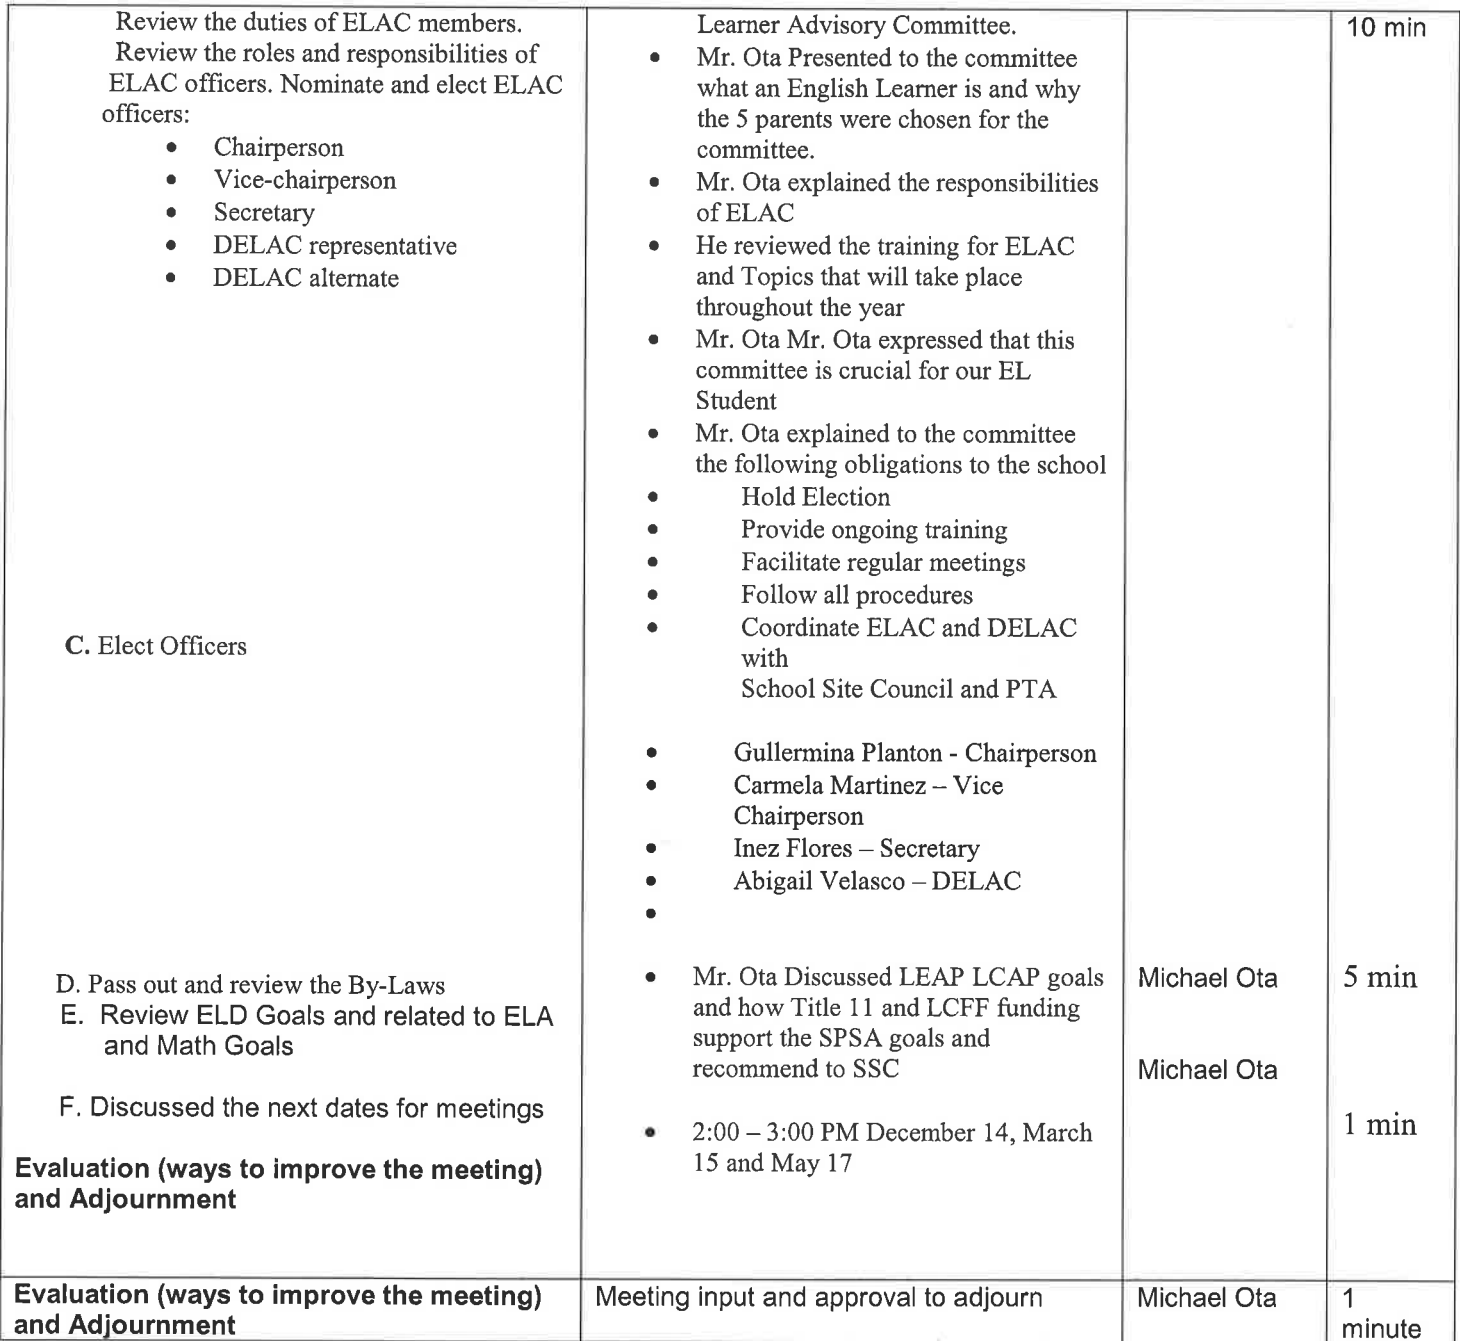 Review the duties of ELAC members.
Review the roles and responsibilities of
ELAC officers. Nominate and elect ELAC
officers:
• Chairperson
• Vice-chairperson
• Secretary
• DELAC representative
• DELAC alternate
C. Elect Officers
D. Pass out and review the By-Laws
E. Review ELD Goals and related to ELA
and Math Goals
F. Discussed the next dates for meetings
Evaluation (ways to improve the meeting)
and Adjournment
Learner Advisory Committee.
• Mr. Ota Presented to the committee
what an English Learner is and why
the 5 parents were chosen for the
committee.
• Mr. Ota explained the responsibilities
of ELAC
• He reviewed the training for ELAC
and Topics that will take place
throughout the year
• Mr. Ota Mr. Ota expressed that this
committee is crucial for our EL
Student
• Mr. Ota explained to the committee
the following obligations to the school
• Hold Election
• Provide ongoing training
• Facilitate regular meetings
• Follow all procedures
• Coordinate ELAC and DELAC
with
School Site Council and PTA
• Gullermina Planton - Chairperson
• Carmela Martinez – Vice
Chairperson
• Inez Flores – Secretary
• Abigail Velasco – DELAC
•
• Mr. Ota Discussed LEAP LCAP goals
and how Title 11 and LCFF funding
support the SPSA goals and
recommend to SSC
• 2:00 – 3:00 PM December 14, March
15 and May 17
Michael Ota
Michael Ota
10 min
5 min
1 min
Evaluation (ways to improve the meeting)
and Adjournment
Meeting input and approval to adjourn
Michael Ota
1
minute